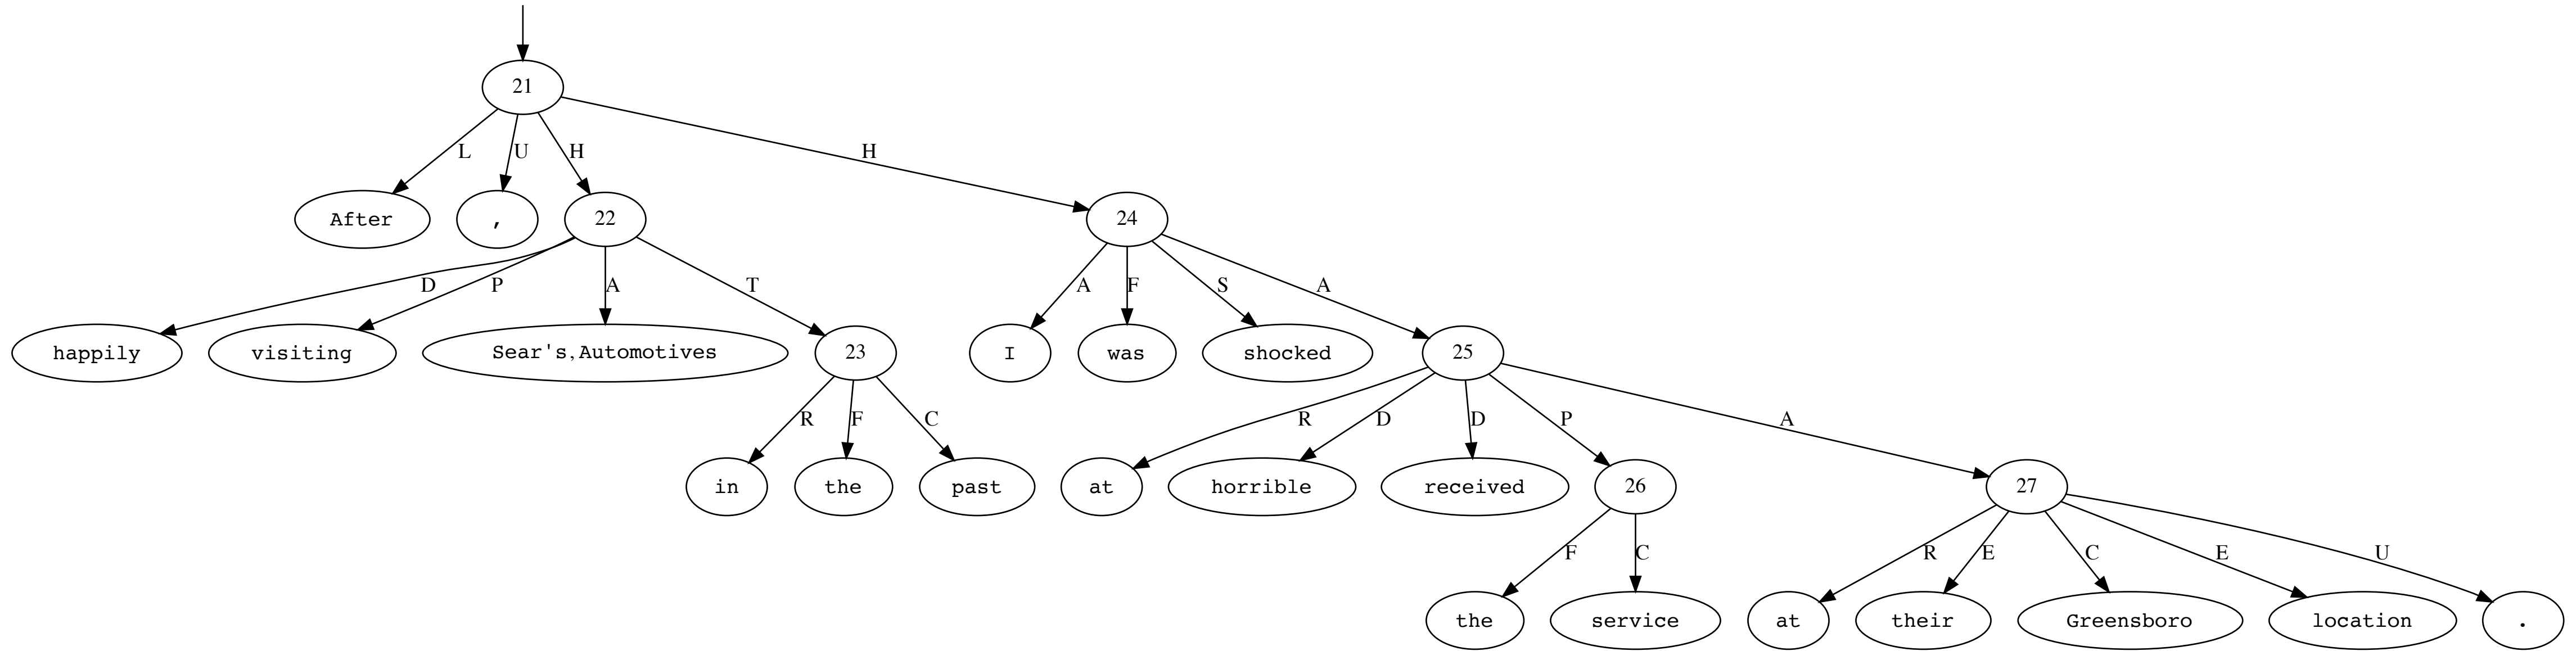 21
L U H H
After , 22 24
D P A T A F S A
happily visiting Sear's,Automotives 23 I was shocked 25
R F C R D D P A
in the past at horrible received 26 27
F C R E C E U
the service at their Greensboro location .